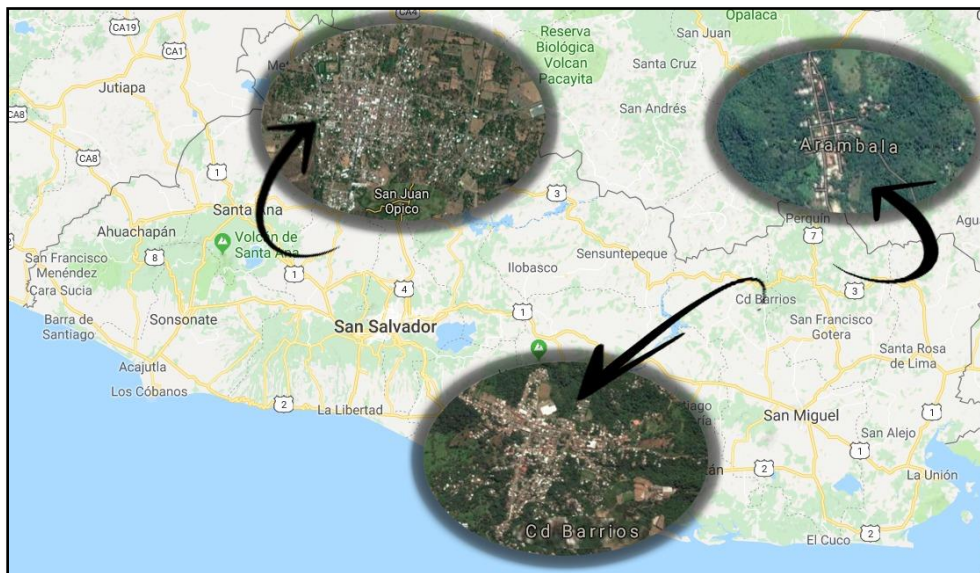 CA19
CA4
Opalaca
San Juan
CA1
Reserva
Biológica
Volcan
Pacayita
Santa Cruz
Jutiapa
San Andrés
CA8
Arambala
CA8
1
San Juan
Opico
3
Santa Ana
Perquín
7
Ahuachapán
Volcán de
Santa Ana
8
1
Ilobasco
Sensuntepeque
San Francisco
Menéndez
Cara Sucia
4
Cd Barrios
3
Barra de
Santiago
Sonsonate
San Salvador
1
San Francisco
Gotera
Acajutla
Santa Rosa
de Lima
Los Cóbanos
2
La Libertad
San Miguel
1
San Alejo
1
2
La Unión
Cd Barrios
2
El Cuco